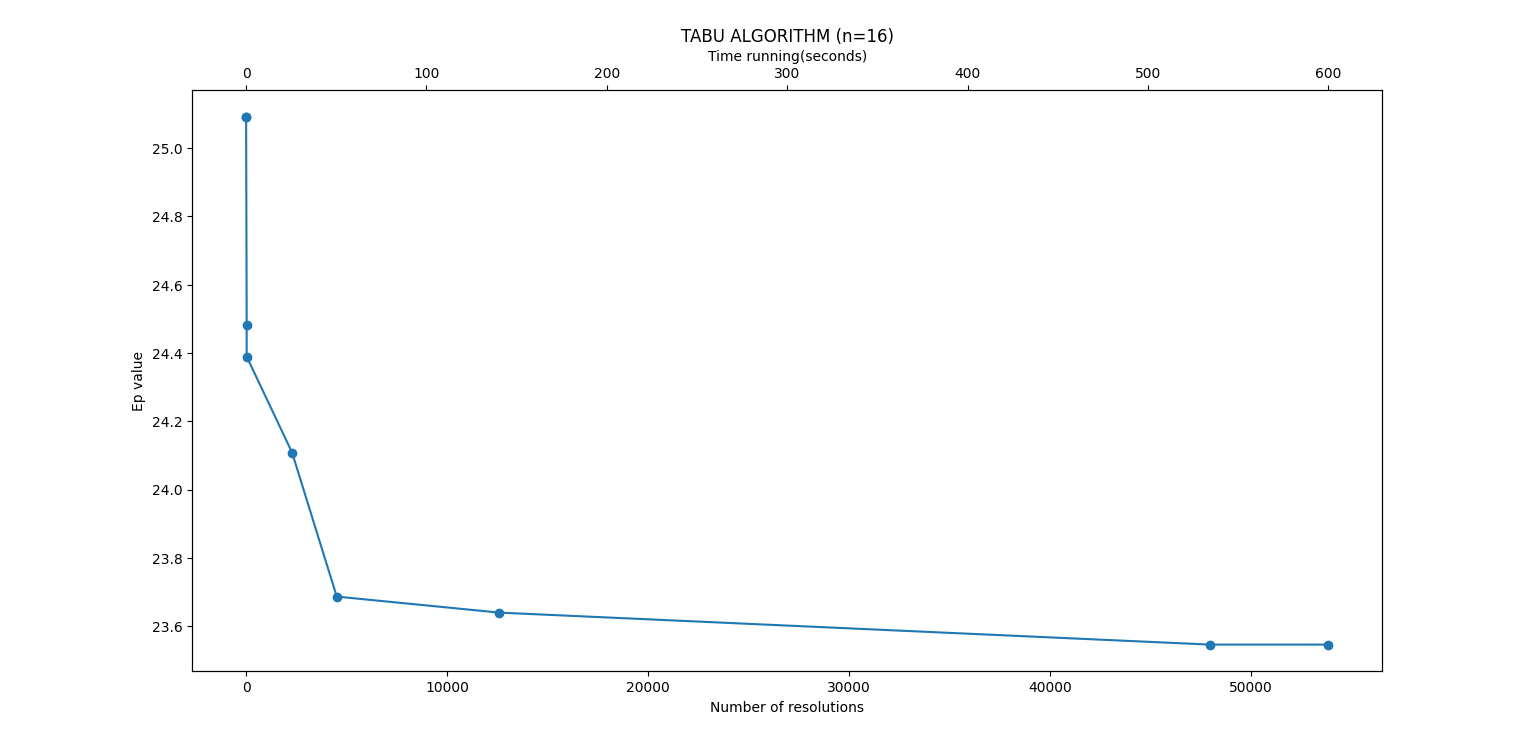 TABU ALGORITHM (n=16)
Time running(seconds)
0 100 200 300 400 500 600
25.0
24.8
24.6
24.4
24.2
24.0
23.8
23.6
Ep value
0 10000 20000 30000 40000 50000
Number of resolutions